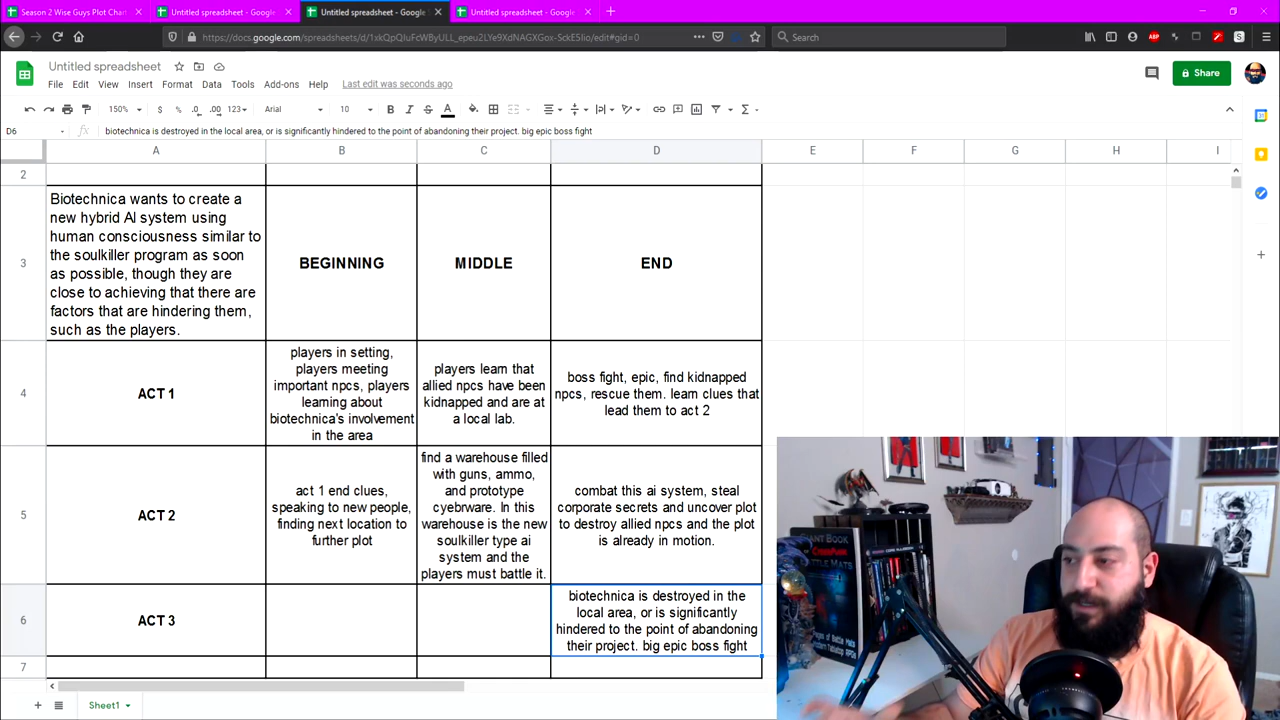 Season 2 Wise Guys Plot Chart
Untitled spreadsheet - Google
Untitled spreadsheet - Google
Untitled spreadsheet - Google
Search
Untitled spreadsheet
File Edit View Insert Format Data Tools Add-ons Help Last edit was seconds ago
Share
150% $ % .0 .00 123 Arial 10
D6 fx biotechnica is destroyed in the local area, or is significantly hindered to the point of abandoning their project. big epic boss fight
A B C D E F G H I
2
3
Biotechnica wants to create a
new hybrid AI system using
human consciousness similar to
the soulkiller program as soon
as possible, though they are
close to achieving that there are
factors that are hindering them,
such as the players.
BEGINNING
MIDDLE
END
4
ACT 1
players in setting,
players meeting
important npcs, players
learning about
biotechnica's involvement
in the area
players learn that
allied npcs have been
kidnapped and are at
a local lab.
boss fight, epic, find kidnapped
npcs, rescue them. learn clues that
lead them to act 2
5
ACT 2
act 1 end clues,
speaking to new people,
finding next location to
further plot
find a warehouse filled
with guns, ammo,
and prototype
cyebrware. In this
warehouse is the new
soulkiller type ai
system and the
players must battle it.
combat this ai system, steal
corporate secrets and uncover plot
to destroy allied npcs and the plot
is already in motion.
6
ACT 3
biotechnica is destroyed in the
local area, or is significantly
hindered to the point of abandoning
their project. big epic boss fight
7
Sheet1
GIANT BOOK
BATTLE MATS